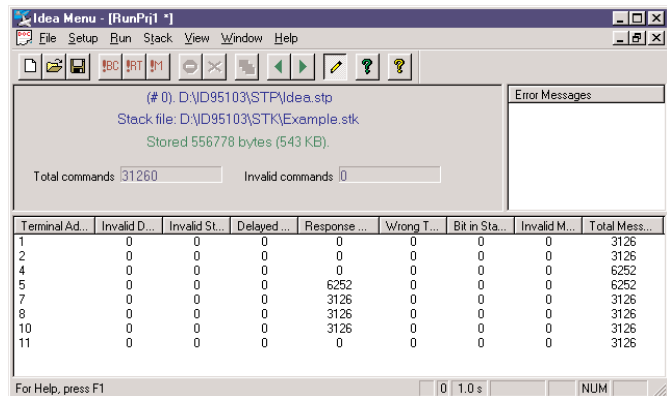 Idea Menu - [RunPrj1 *]
File Setup Run Stack View Window Help
!BC !RT !M
(# 0). D:\ID95103\STP\Idea.stp
Stack file: D:\ID95103\STK\Example.stk
Stored 556778 bytes (543 KB).
Total commands 31260 Invalid commands 0
Error Messages
Terminal Ad... Invalid D... Invalid St... Delayed ... Response ... Wrong T... Bit in Sta... Invalid M... Total Mess...
1 0 0 0 0 0 0 0 3126
2 0 0 0 0 0 0 0 3126
4 0 0 0 0 0 0 0 6252
5 0 0 0 6252 0 0 0 6252
7 0 0 0 3126 0 0 0 3126
8 0 0 0 3126 0 0 0 3126
10 0 0 0 3126 0 0 0 3126
11 0 0 0 0 0 0 0 3126
For Help, press F1 0 1.0 s NUM